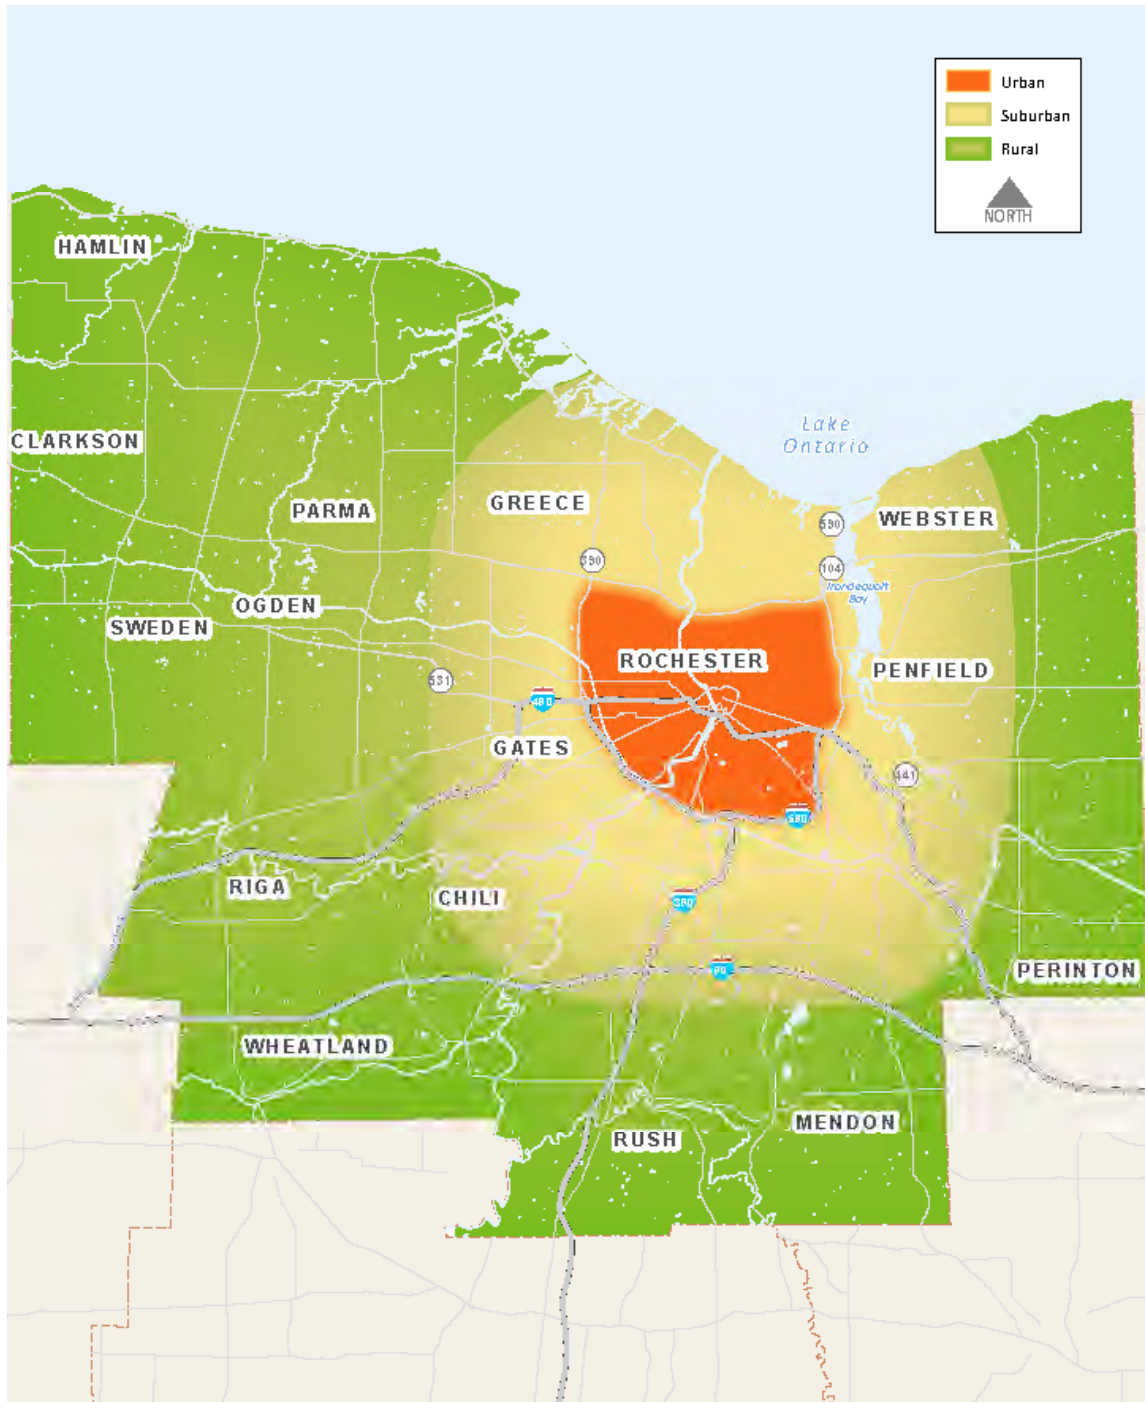 Urban
Suburban
Rural
NORTH
HAMLIN
Lake
Ontario
CLARKSON
PARMA
GREECE
WEBSTER
590
390
104
Irondequoit
Bay
OGDEN
SWEDEN
ROCHESTER
PENFIELD
531
490
GATES
441
590
RIGA
CHILI
390
90
PERINTON
WHEATLAND
MENDON
RUSH